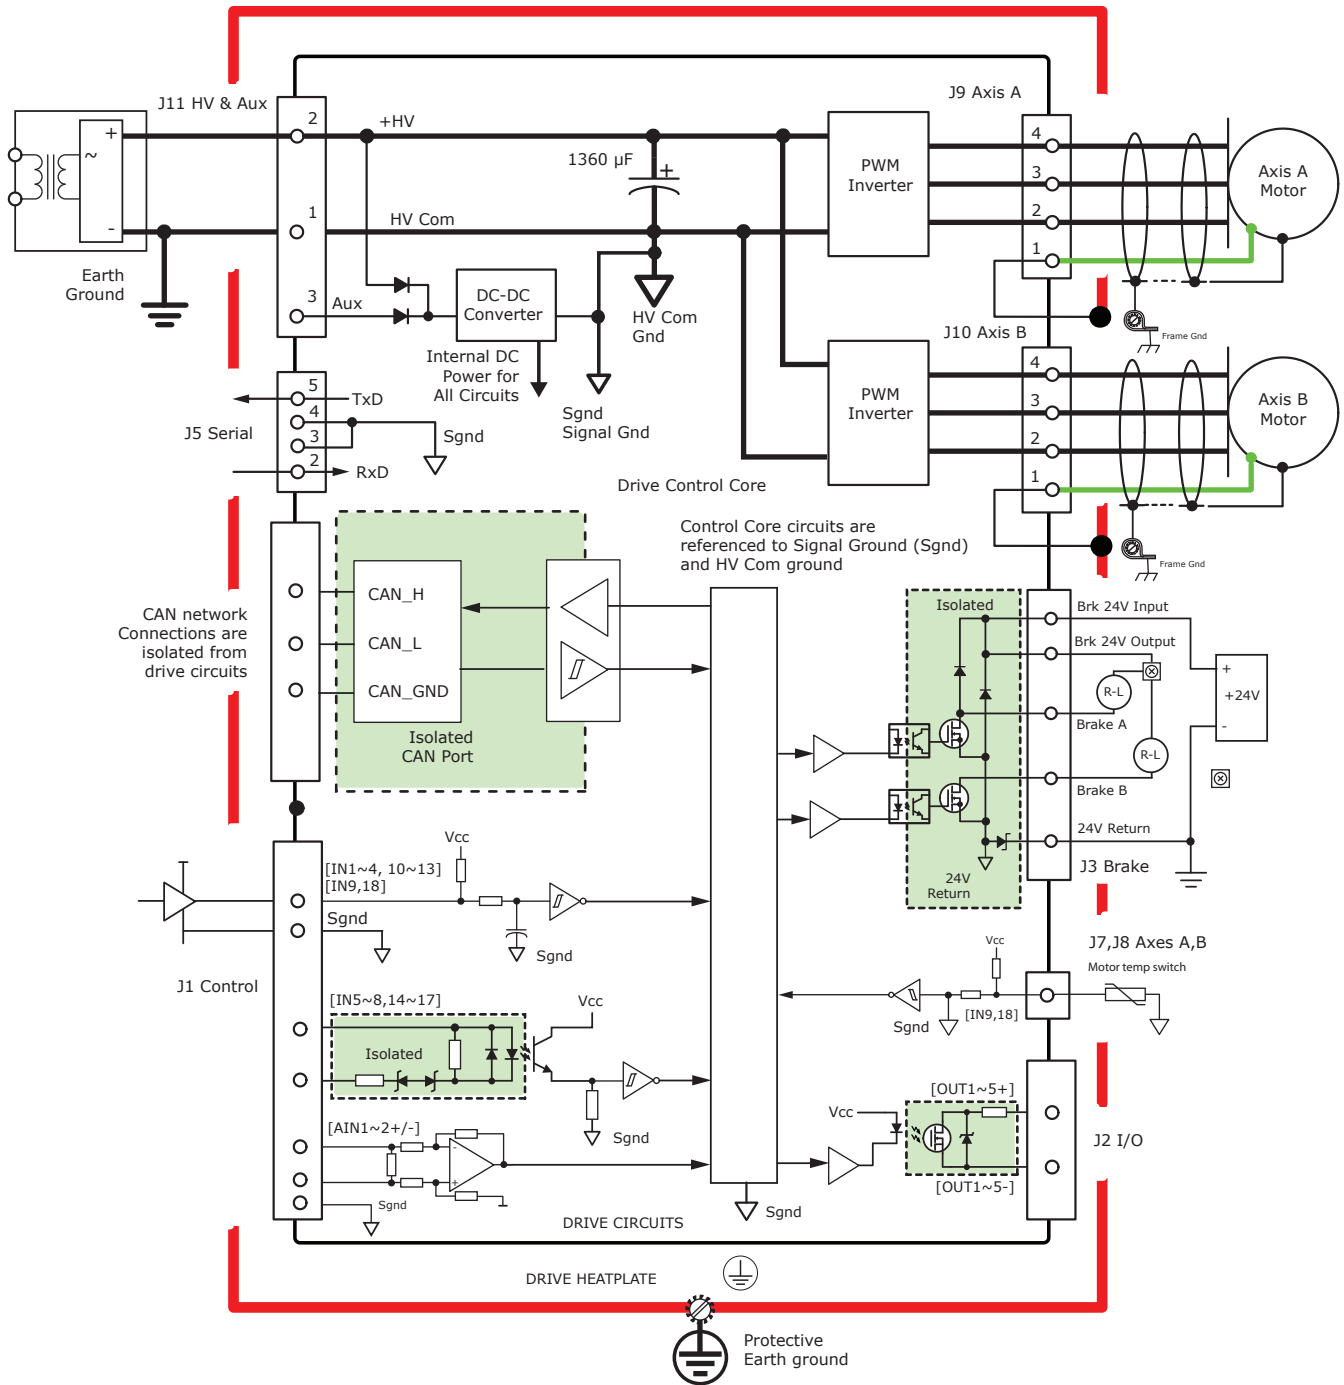 J11 HV & Aux
J9 Axis A
2
+HV
4
+
~
-
1360 µF
+
PWM
Inverter
3
Axis A
Motor
1
HV Com
2
1
Earth
Ground
3
Aux
DC-DC
Converter
HV Com
Gnd
Internal DC
Power for
All Circuits
J10 Axis B
Frame Gnd
5
TxD
4
J5 Serial
3
Sgnd
2
RxD
Sgnd
Signal Gnd
4
PWM
Inverter
3
Axis B
Motor
2
1
Drive Control Core
Control Core circuits are
referenced to Signal Ground (Sgnd)
and HV Com ground
Frame Gnd
CAN network
Connections are
isolated from
drive circuits
CAN_H
CAN_L
CAN_GND
Isolated
CAN Port
Isolated
Brk 24V Input
Brk 24V Output
R-L
+
+24V
-
Brake A
R-L
Brake B
24V Return
24V
Return
J3 Brake
Vcc
[IN1~4, 10~13]
[IN9,18]
Sgnd
Sgnd
J1 Control
J7,J8 Axes A,B
Motor temp switch
Vcc
[IN9,18]
Sgnd
[IN5~8,14~17]
Vcc
Isolated
Sgnd
[AIN1~2+/-]
-
+
Sgnd
[OUT1~5+]
Vcc
J2 I/O
[OUT1~5-]
Sgnd
DRIVE CIRCUITS
DRIVE HEATPLATE
Protective
Earth ground